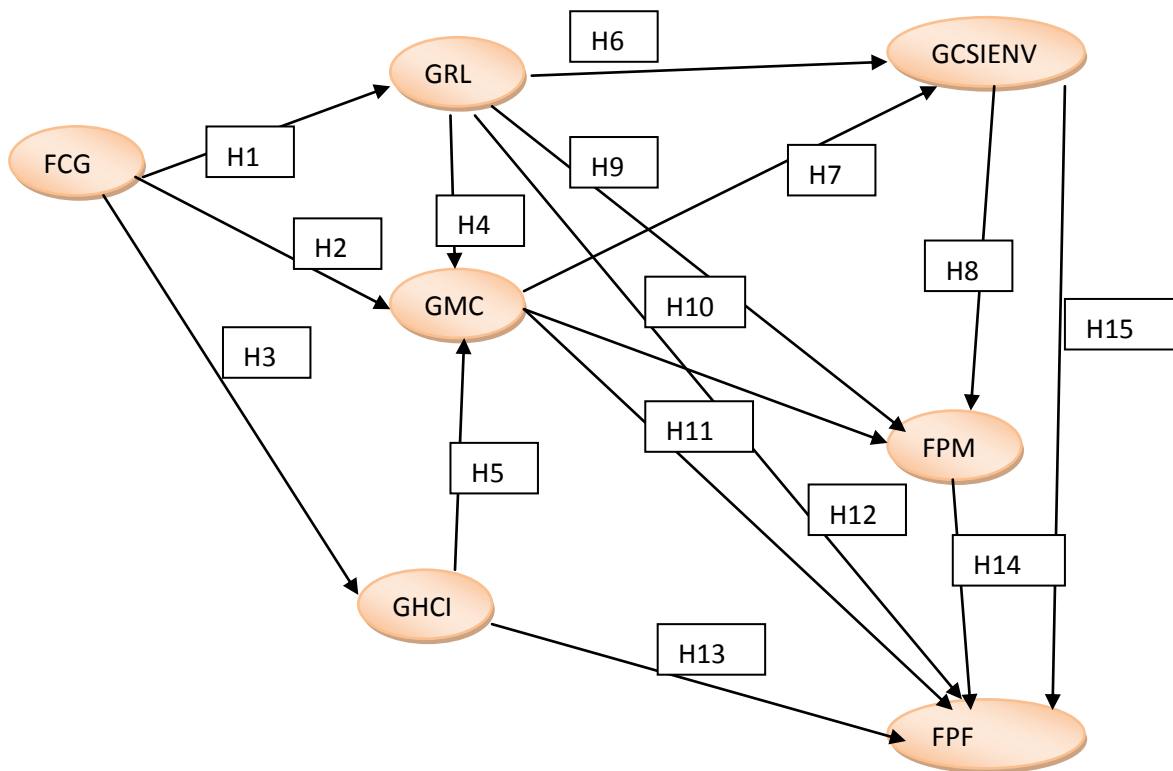 H6
GCSIENV
GRL
H1
H9
FCG
H7
H4
H2
H8
GMC
H10
H15
H3
H11
FPM
H5
H12
H14
GHCI
H13
FPF